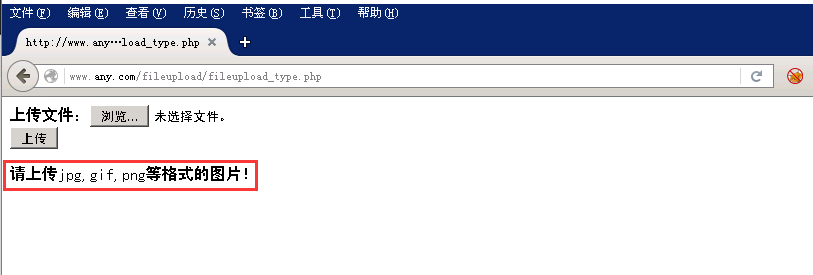 文件(F) 编辑(E) 查看(V) 历史(S) 书签(B) 工具(T) 帮助(H)
http://www.any…load_type.php × +
www.any.com/fileupload/fileupload_type.php
上传文件： 浏览... 未选择文件。
上传
请上传jpg,gif,png等格式的图片！